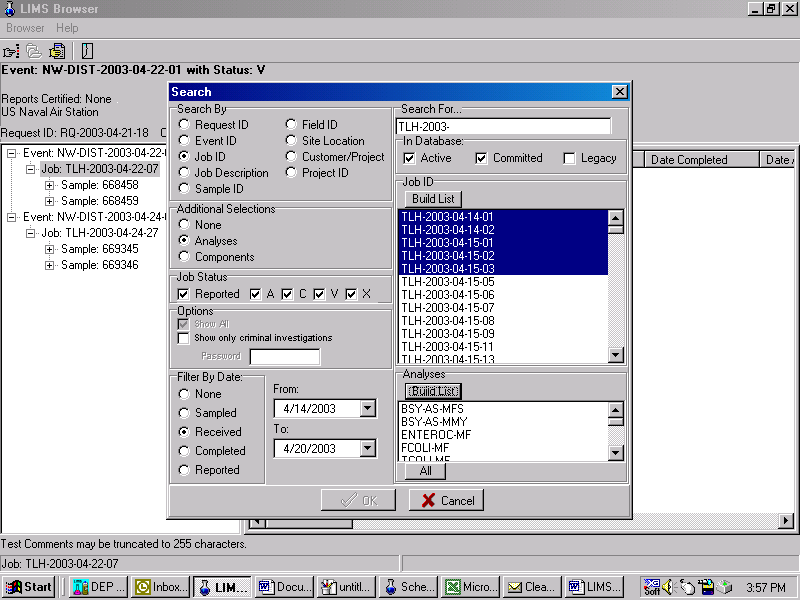 LIMS Browser
Browser Help
Event: NW-DIST-2003-04-22-01 with Status: V
Reports Certified: None
US Naval Air Station
Request ID: RQ-2003-04-21-18 C
Event: NW-DIST-2003-04-22-
Job: TLH-2003-04-22-07
Sample: 668458
Sample: 668459
Event: NW-DIST-2003-04-24-
Job: TLH-2003-04-24-27
Sample: 669345
Sample: 669346
Date Completed
Date
Search
Search By
Request ID
Event ID
Job ID
Job Description
Sample ID
Field ID
Site Location
Customer/Project
Project ID
Additional Selections
None
Analyses
Components
Job Status
Reported A C V X
Options
Show All
Show only criminal investigations
Password
Filter By Date:
None
Sampled
Received
Completed
Reported
From:
4/14/2003
To:
4/20/2003
Search For...
TLH-2003-
In Database:
Active Committed Legacy
Job ID
Build List
TLH-2003-04-14-01
TLH-2003-04-14-02
TLH-2003-04-15-01
TLH-2003-04-15-02
TLH-2003-04-15-03
TLH-2003-04-15-05
TLH-2003-04-15-06
TLH-2003-04-15-07
TLH-2003-04-15-08
TLH-2003-04-15-09
TLH-2003-04-15-11
TLH-2003-04-15-13
Analyses
Build List
BSY-AS-MFS
BSY-AS-MMY
ENTEROC-MF
FCOLI-MF
TCOLI-MF
All
OK Cancel
Test Comments may be truncated to 255 characters.
Job: TLH-2003-04-22-07
Start DEP ... Inbox... LIM... Docu... untitl... Sche... Micro... Clea... LIMS... 3:57 PM